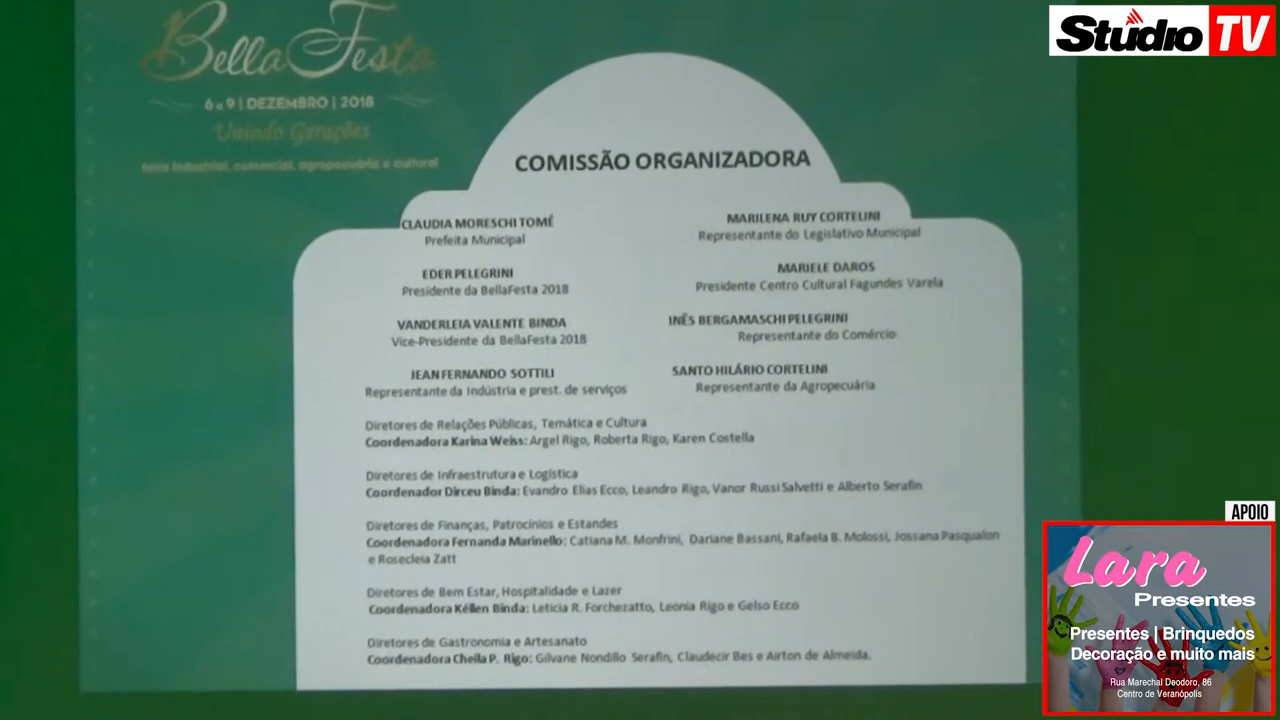 BellaFesta
6 a 9 | DEZEMBRO | 2018
Unindo Gerações
feira industrial, comercial, agropecuária e cultural
COMISSÃO ORGANIZADORA
CLAUDIA MORESCHI TOMÉ
Prefeita Municipal
MARILENA RUY CORTELINI
Representante do Legislativo Municipal
EDER PELEGRINI
Presidente da BellaFesta 2018
MARIELE DAROS
Presidente Centro Cultural Fagundes Varela
VANDERLEIA VALENTE BINDA
Vice-Presidente da BellaFesta 2018
INÊS BERGAMASCHI PELEGRINI
Representante do Comércio
JEAN FERNANDO SOTTILI
Representante da Indústria e prest. de serviços
SANTO HILÁRIO CORTELINI
Representante da Agropecuária
Diretores de Relações Públicas, Temática e Cultura
Coordenadora Karina Weiss: Argel Rigo, Roberta Rigo, Karen Costella
Diretores de Infraestrutura e Logística
Coordenador Dirceu Binda: Evandro Elias Ecco, Leandro Rigo, Vanor Russi Salvetti e Alberto Serafin
Diretores de Finanças, Patrocínios e Estandes
Coordenadora Fernanda Marinello: Catiana M. Monfrini, Dariane Bassani, Rafaela B. Molossi, Jossana Pasqualon
e Rosecleia Zatt
Diretores de Bem Estar, Hospitalidade e Lazer
Coordenadora Kéllen Binda: Leticia R. Forchezatto, Leonia Rigo e Gelso Ecco
Diretores de Gastronomia e Artesanato
Coordenadora Cheila P. Rigo: Gilvane Nondillo Serafin, Claudecir Bes e Airton de Almeida.
Stúdio TV
APOIO
Lara
Presentes
Presentes | Brinquedos
Decoração e muito mais
Rua Marechal Deodoro, 86
Centro de Veranópolis